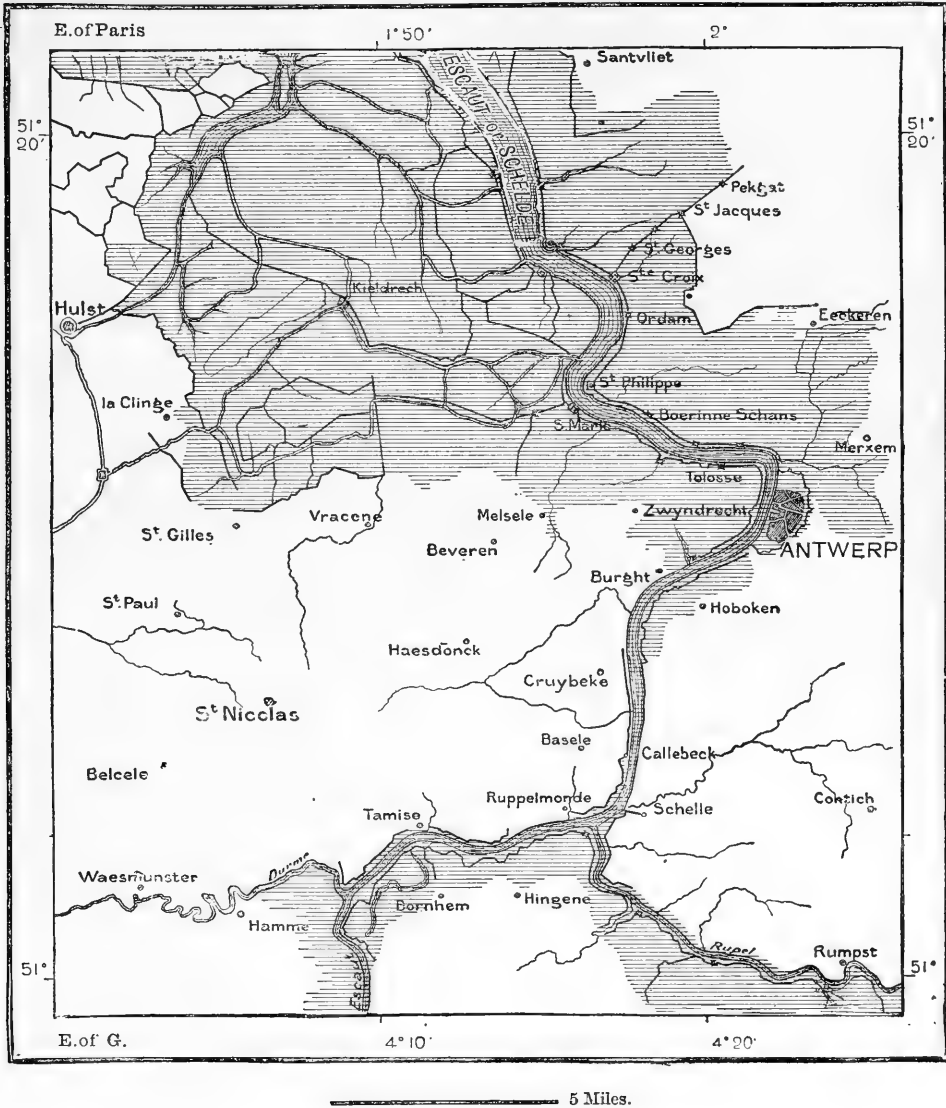 E. of Paris
1°50'
2°
Santvliet
ESCAUT or SCHELDE
51°
20'
51°
20'
Pekgat
St Jacques
St Georges
Ste Croix
Kieldrech
Hulst
Ordam
Eeckeren
St Philippe
la Clinge
Boerinne Schans
S. Marie
Merxem
Tolosse
St. Gilles
Vracene
Melsele
Zwyndrecht
Beveren
ANTWERP
Burght
St. Paul
Hoboken
Haesdonck
Cruybeke
St Nicolas
Basele
Callebeck
Belcele
Ruppelmonde
Contich
Tamise
Schelle
Waesmunster
Durme
Bornhem
Hingene
Hamme
Rupel
Rumpst
51°
Escaut
51°
E. of G.
4°10'
4°20'
5 Miles.